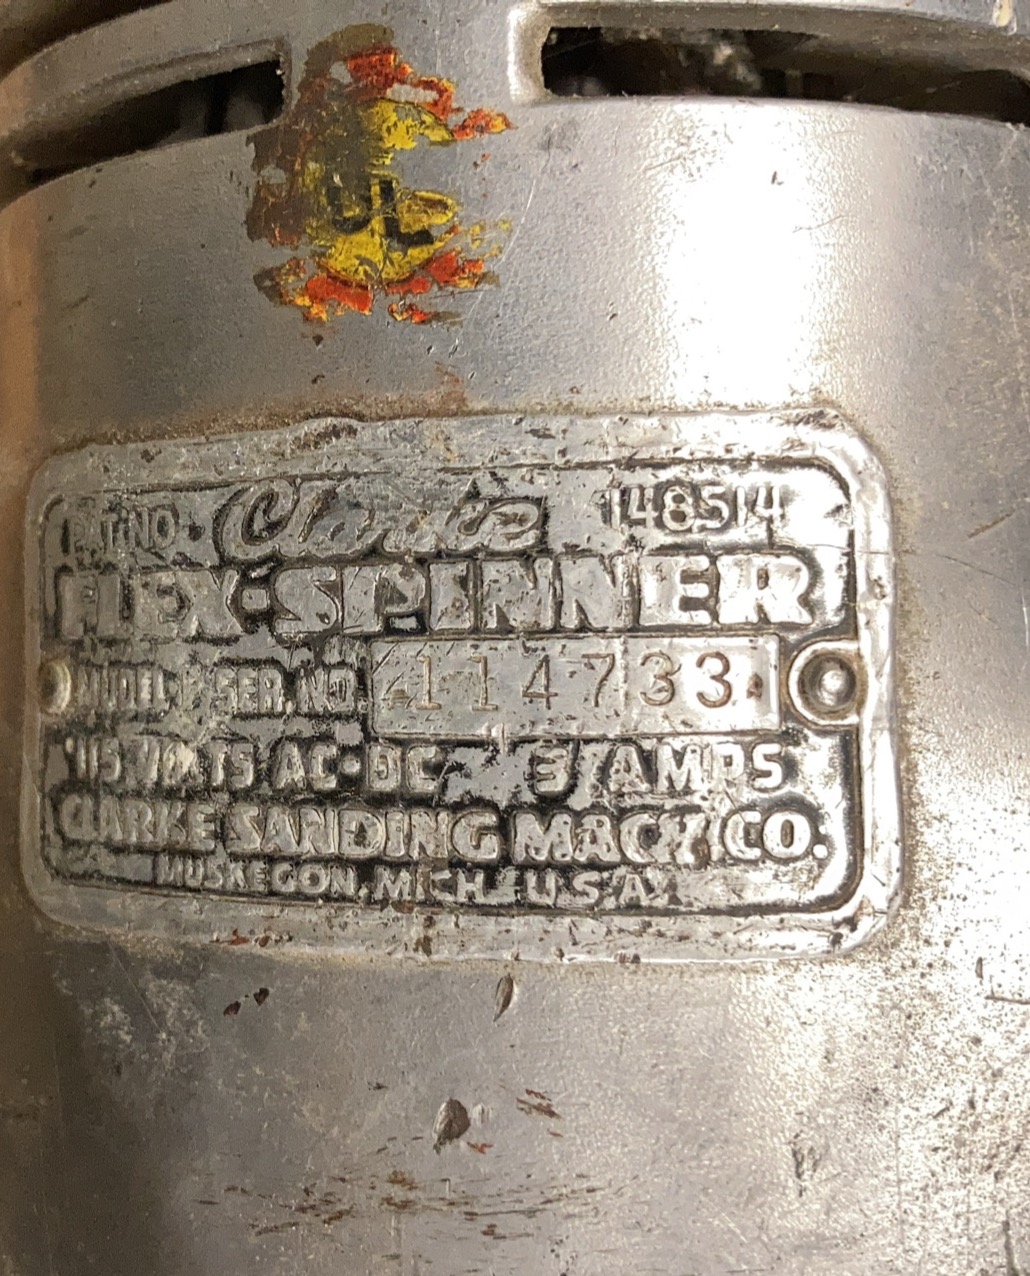 UL
PAT. NO. Clarke 148514
FLEX-SPINNER
MODEL SER. NO. 114733
115 VOLTS AC·DC 3 AMPS
CLARKE SANDING MACH. CO.
MUSKEGON, MICH., U.S.A.